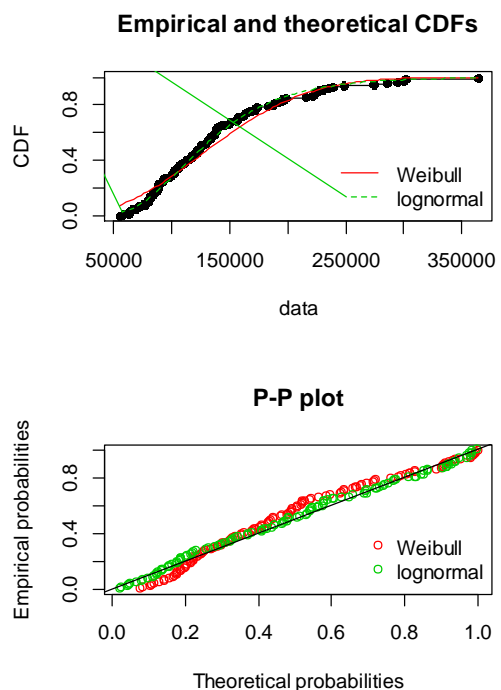 Empirical and theoretical CDFs
CDF
0.0
0.4
0.8
Weibull
lognormal
50000
150000
250000
350000
data
P-P plot
Empirical probabilities
0.0
0.4
0.8
Weibull
lognormal
0.0
0.2
0.4
0.6
0.8
1.0
Theoretical probabilities